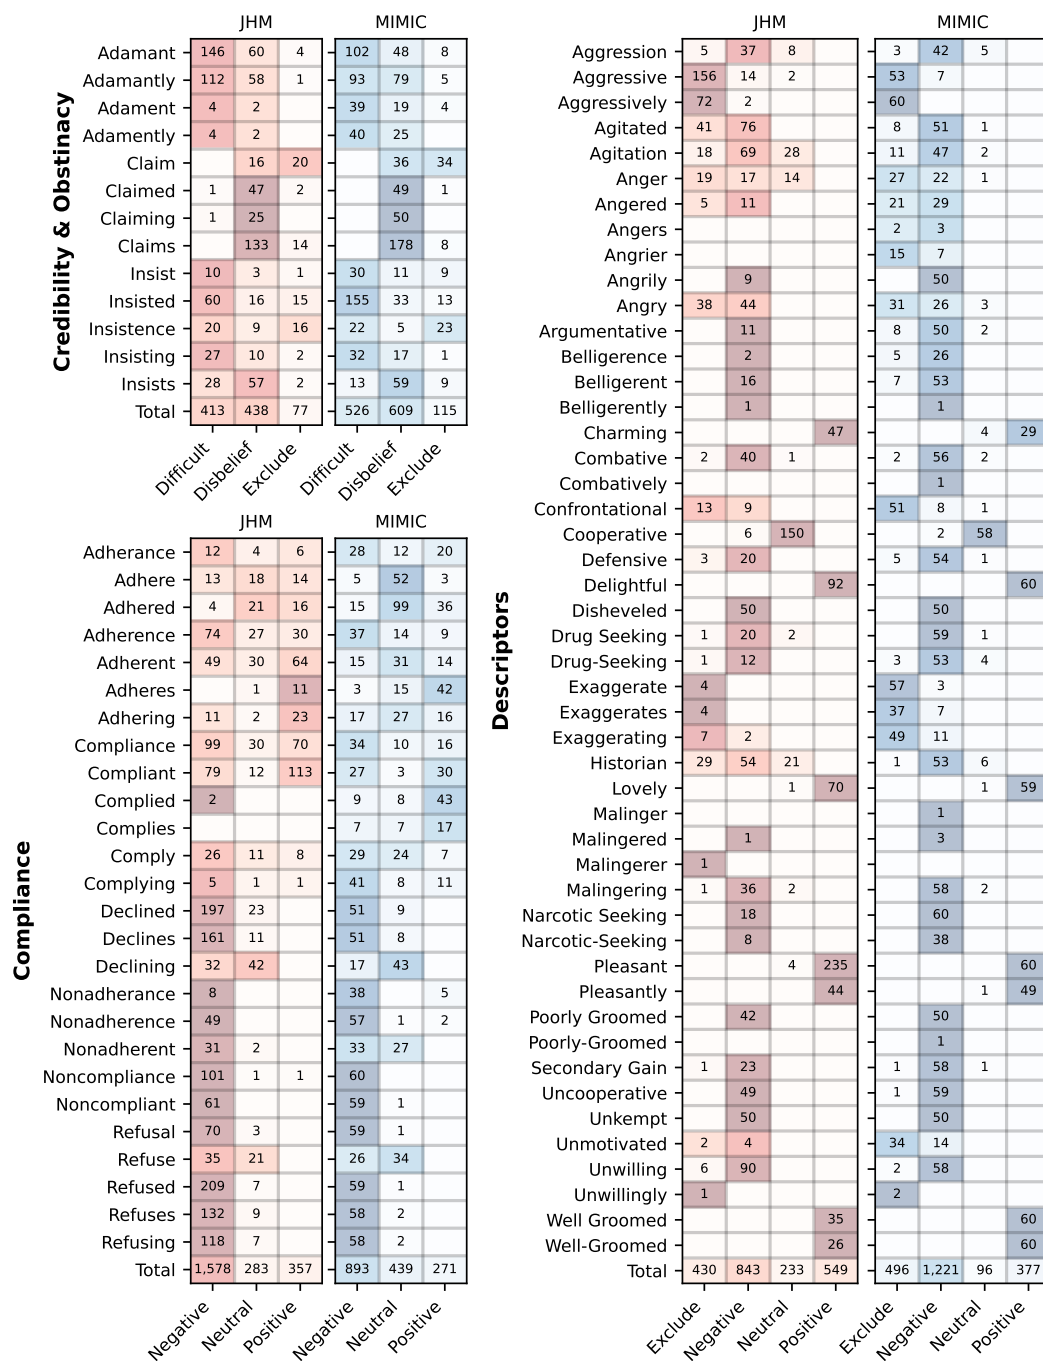 JHM MIMIC
Credibility & Obstinacy
Adamant 146 60 4 102 48 8
Adamantly 112 58 1 93 79 5
Adament 4 2 39 19 4
Adamently 4 2 40 25
Claim 16 20 36 34
Claimed 1 47 2 49 1
Claiming 1 25 50
Claims 133 14 178 8
Insist 10 3 1 30 11 9
Insisted 60 16 15 155 33 13
Insistence 20 9 16 22 5 23
Insisting 27 10 2 32 17 1
Insists 28 57 2 13 59 9
Total 413 438 77 526 609 115
Difficult Disbelief Exclude Difficult Disbelief Exclude
JHM MIMIC
Compliance
Adherance 12 4 6 28 12 20
Adhere 13 18 14 5 52 3
Adhered 4 21 16 15 99 36
Adherence 74 27 30 37 14 9
Adherent 49 30 64 15 31 14
Adheres 1 11 3 15 42
Adhering 11 2 23 17 27 16
Compliance 99 30 70 34 10 16
Compliant 79 12 113 27 3 30
Complied 2 9 8 43
Complies 7 7 17
Comply 26 11 8 29 24 7
Complying 5 1 1 41 8 11
Declined 197 23 51 9
Declines 161 11 51 8
Declining 32 42 17 43
Nonadherance 8 38 5
Nonadherence 49 57 1 2
Nonadherent 31 2 33 27
Noncompliance 101 1 1 60
Noncompliant 61 59 1
Refusal 70 3 59 1
Refuse 35 21 26 34
Refused 209 7 59 1
Refuses 132 9 58 2
Refusing 118 7 58 2
Total 1,578 283 357 893 439 271
Negative Neutral Positive Negative Neutral Positive
JHM MIMIC
Descriptors
Aggression 5 37 8 3 42 5
Aggressive 156 14 2 53 7
Aggressively 72 2 60
Agitated 41 76 8 51 1
Agitation 18 69 28 11 47 2
Anger 19 17 14 27 22 1
Angered 5 11 21 29
Angers 2 3
Angrier 15 7
Angrily 9 50
Angry 38 44 31 26 3
Argumentative 11 8 50 2
Belligerence 2 5 26
Belligerent 16 7 53
Belligerently 1 1
Charming 47 4 29
Combative 2 40 1 2 56 2
Combatively 1
Confrontational 13 9 51 8 1
Cooperative 6 150 2 58
Defensive 3 20 5 54 1
Delightful 92 60
Disheveled 50 50
Drug Seeking 1 20 2 59 1
Drug-Seeking 1 12 3 53 4
Exaggerate 4 57 3
Exaggerates 4 37 7
Exaggerating 7 2 49 11
Historian 29 54 21 1 53 6
Lovely 1 70 1 59
Malinger 1
Malingered 1 3
Malingerer 1
Malingering 1 36 2 58 2
Narcotic Seeking 18 60
Narcotic-Seeking 8 38
Pleasant 4 235 60
Pleasantly 44 1 49
Poorly Groomed 42 50
Poorly-Groomed 1
Secondary Gain 1 23 1 58 1
Uncooperative 49 1 59
Unkempt 50 50
Unmotivated 2 4 34 14
Unwilling 6 90 2 58
Unwillingly 1 2
Well Groomed 35 60
Well-Groomed 26 60
Total 430 843 233 549 496 1,221 96 377
Exclude Negative Neutral Positive Exclude Negative Neutral Positive